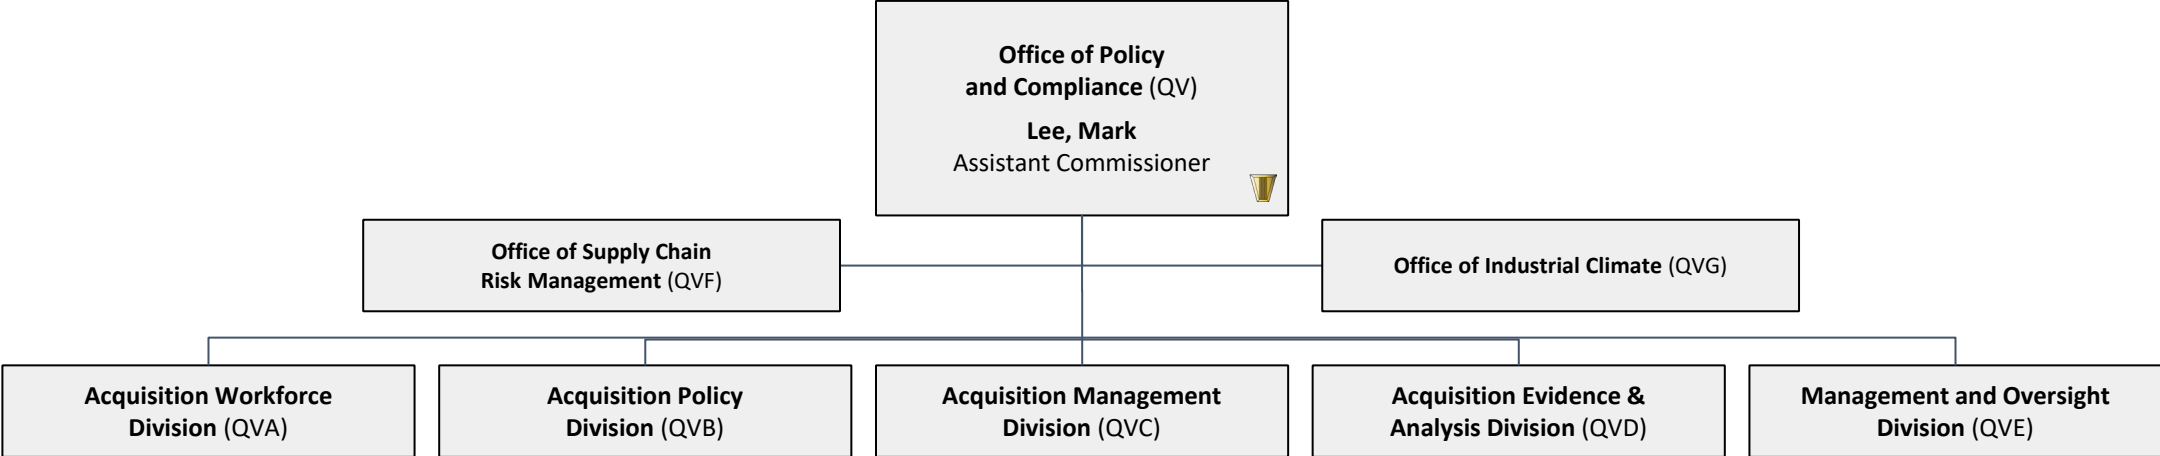 Office of Policy
and Compliance (QV)
Lee, Mark
Assistant Commissioner
Office of Supply Chain
Risk Management (QVF)
Office of Industrial Climate (QVG)
Acquisition Workforce
Division (QVA)
Acquisition Policy
Division (QVB)
Acquisition Management
Division (QVC)
Acquisition Evidence &
Analysis Division (QVD)
Management and Oversight
Division (QVE)